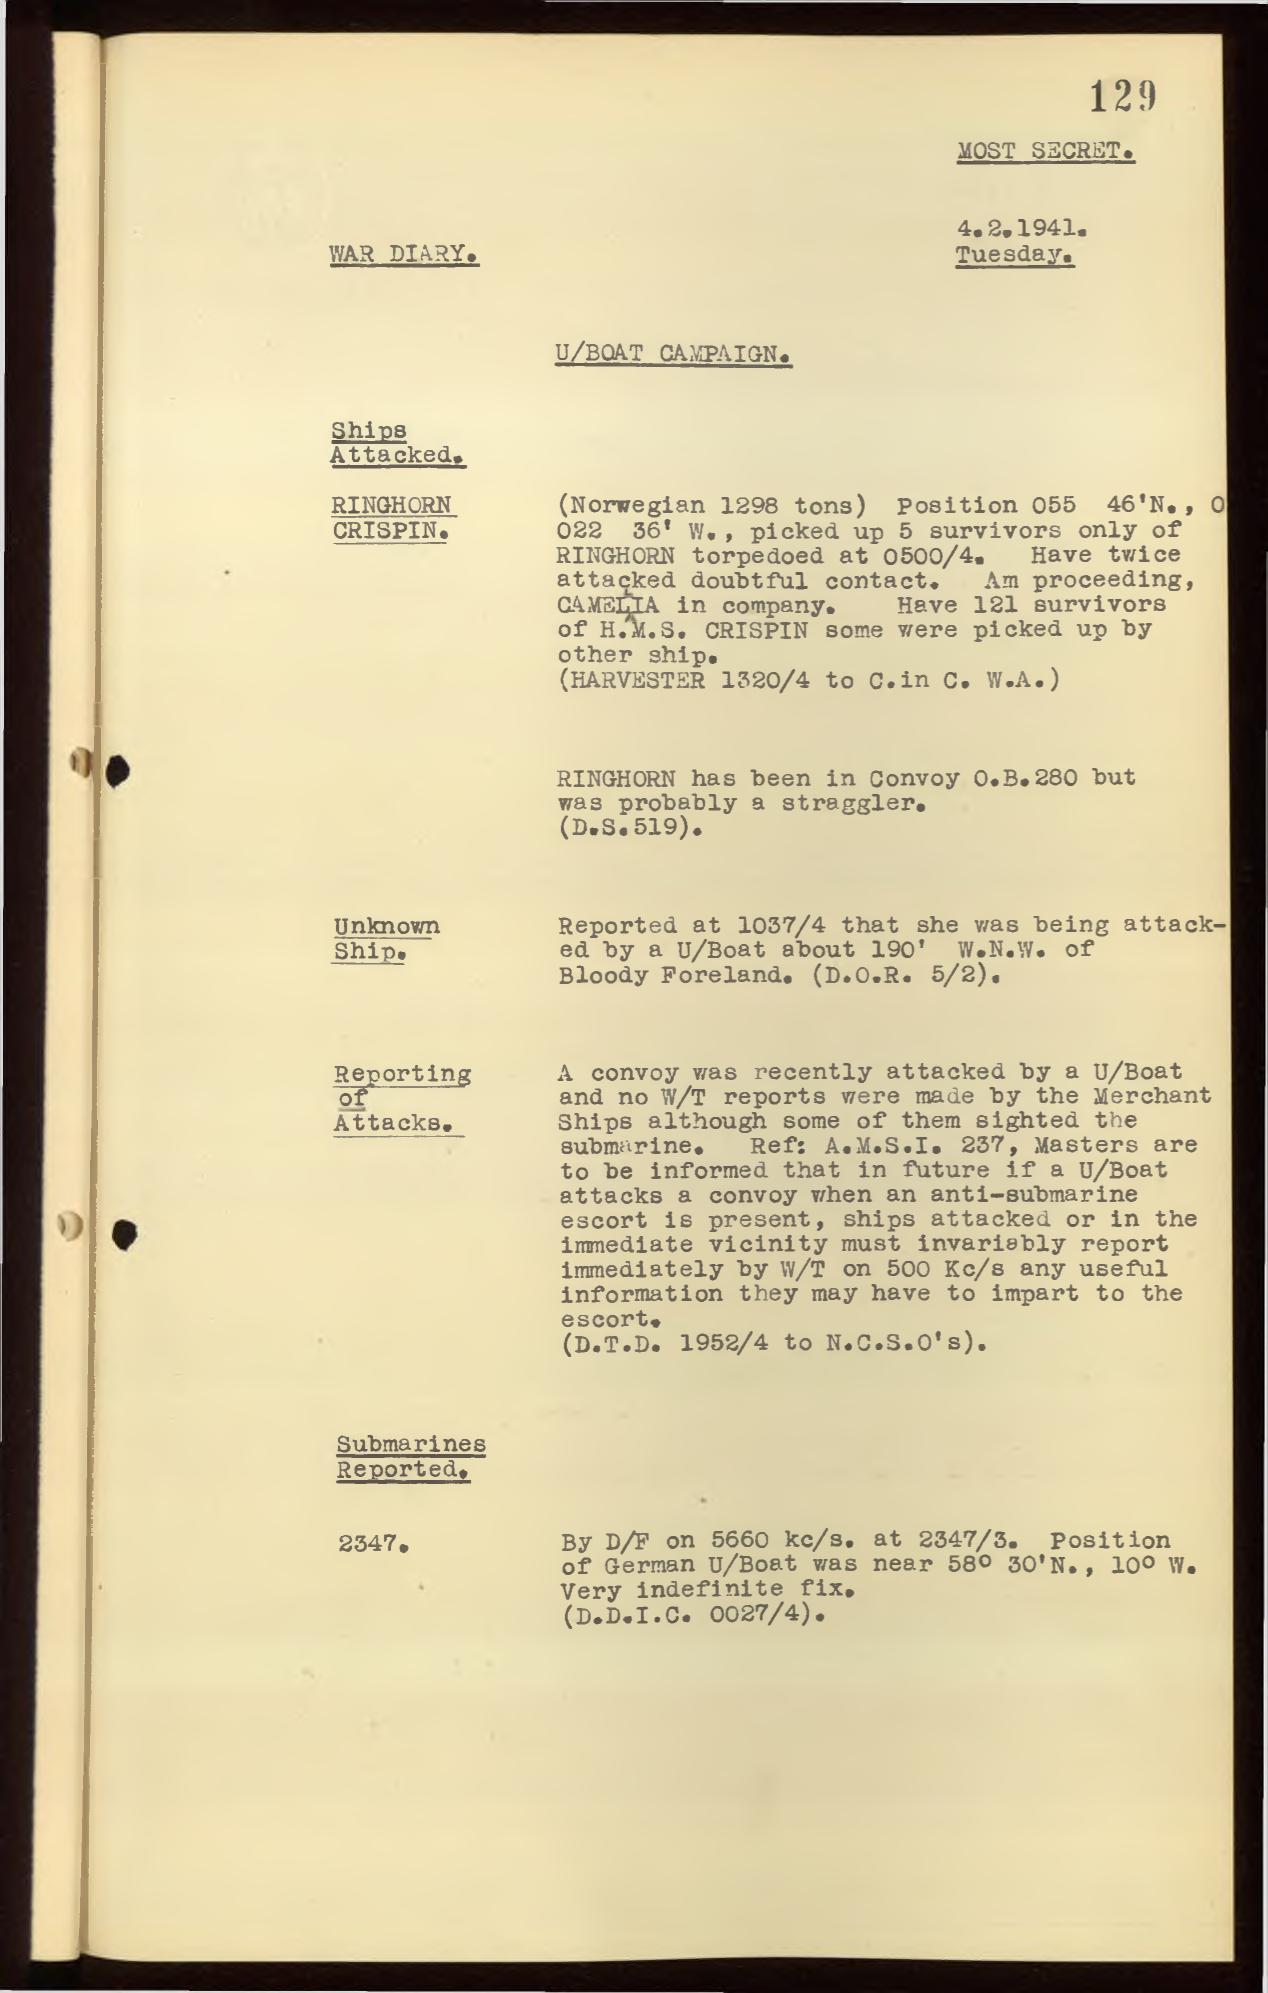 129
MOST SECRET.
4.2.1941.
WAR DIARY.
Tuesday.
U/BOAT CAMPAIGN.
Ships
Attacked.
RINGHORN
CRISPIN.
(Norwegian 1298 tons) Position 055 46'N., 0
022 36' W., picked up 5 survivors only of
RINGHORN torpedoed at 0500/4. Have twice
attacked doubtful contact. Am proceeding,
CAMELIA in company. Have 121 survivors
of H.M.S. CRISPIN some were picked up by
other ship.
(HARVESTER 1320/4 to C.in C. W.A.)
RINGHORN has been in Convoy O.B.280 but
was probably a straggler.
(D.S.519).
Unknown
Ship.
Reported at 1037/4 that she was being attack-
ed by a U/Boat about 190' W.N.W. of
Bloody Foreland. (D.O.R. 5/2).
Reporting
of
Attacks.
A convoy was recently attacked by a U/Boat
and no W/T reports were made by the Merchant
Ships although some of them sighted the
submarine. Ref: A.M.S.I. 237, Masters are
to be informed that in future if a U/Boat
attacks a convoy when an anti-submarine
escort is present, ships attacked or in the
immediate vicinity must invariably report
immediately by W/T on 500 Kc/s any useful
information they may have to impart to the
escort.
(D.T.D. 1952/4 to N.C.S.O's).
Submarines
Reported.
2347.
By D/F on 5660 kc/s. at 2347/3. Position
of German U/Boat was near 58° 30'N., 10° W.
Very indefinite fix.
(D.D.I.C. 0027/4).